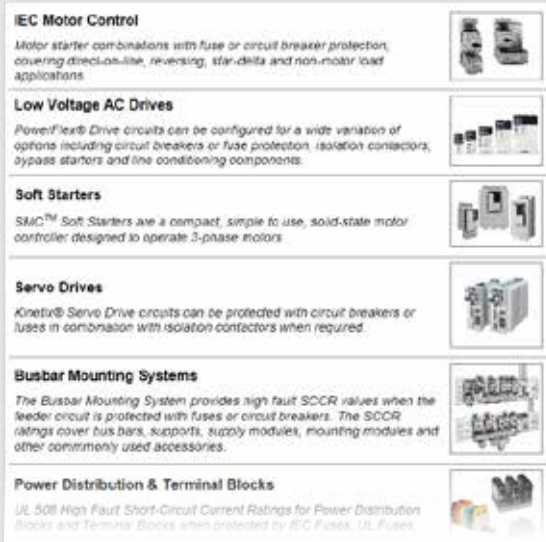 IEC Motor Control
Motor starter combinations with fuse or circuit breaker protection,
covering direct-on-line, reversing, star-delta and non-motor load
applications.
Low Voltage AC Drives
PowerFlex® Drive circuits can be configured for a wide variation of
options including circuit breakers or fuse protection, isolation contactors,
bypass starters and line conditioning components.
Soft Starters
SMC™ Soft Starters are a compact, simple to use, solid-state motor
controller designed to operate 3-phase motors
Servo Drives
Kinetix® Servo Drive circuits can be protected with circuit breakers or
fuses in combination with isolation contactors when required.
Busbar Mounting Systems
The Busbar Mounting System provides high fault SCCR values when the
feeder circuit is protected with fuses or circuit breakers. The SCCR
ratings cover bus bars, supports, supply modules, mounting modules and
other commmonly used accessories.
Power Distribution & Terminal Blocks
UL 508 High Fault Short-Circuit Current Ratings for Power Distribution
Blocks and Terminal Blocks when protected by IEC Fuses, UL Fuses